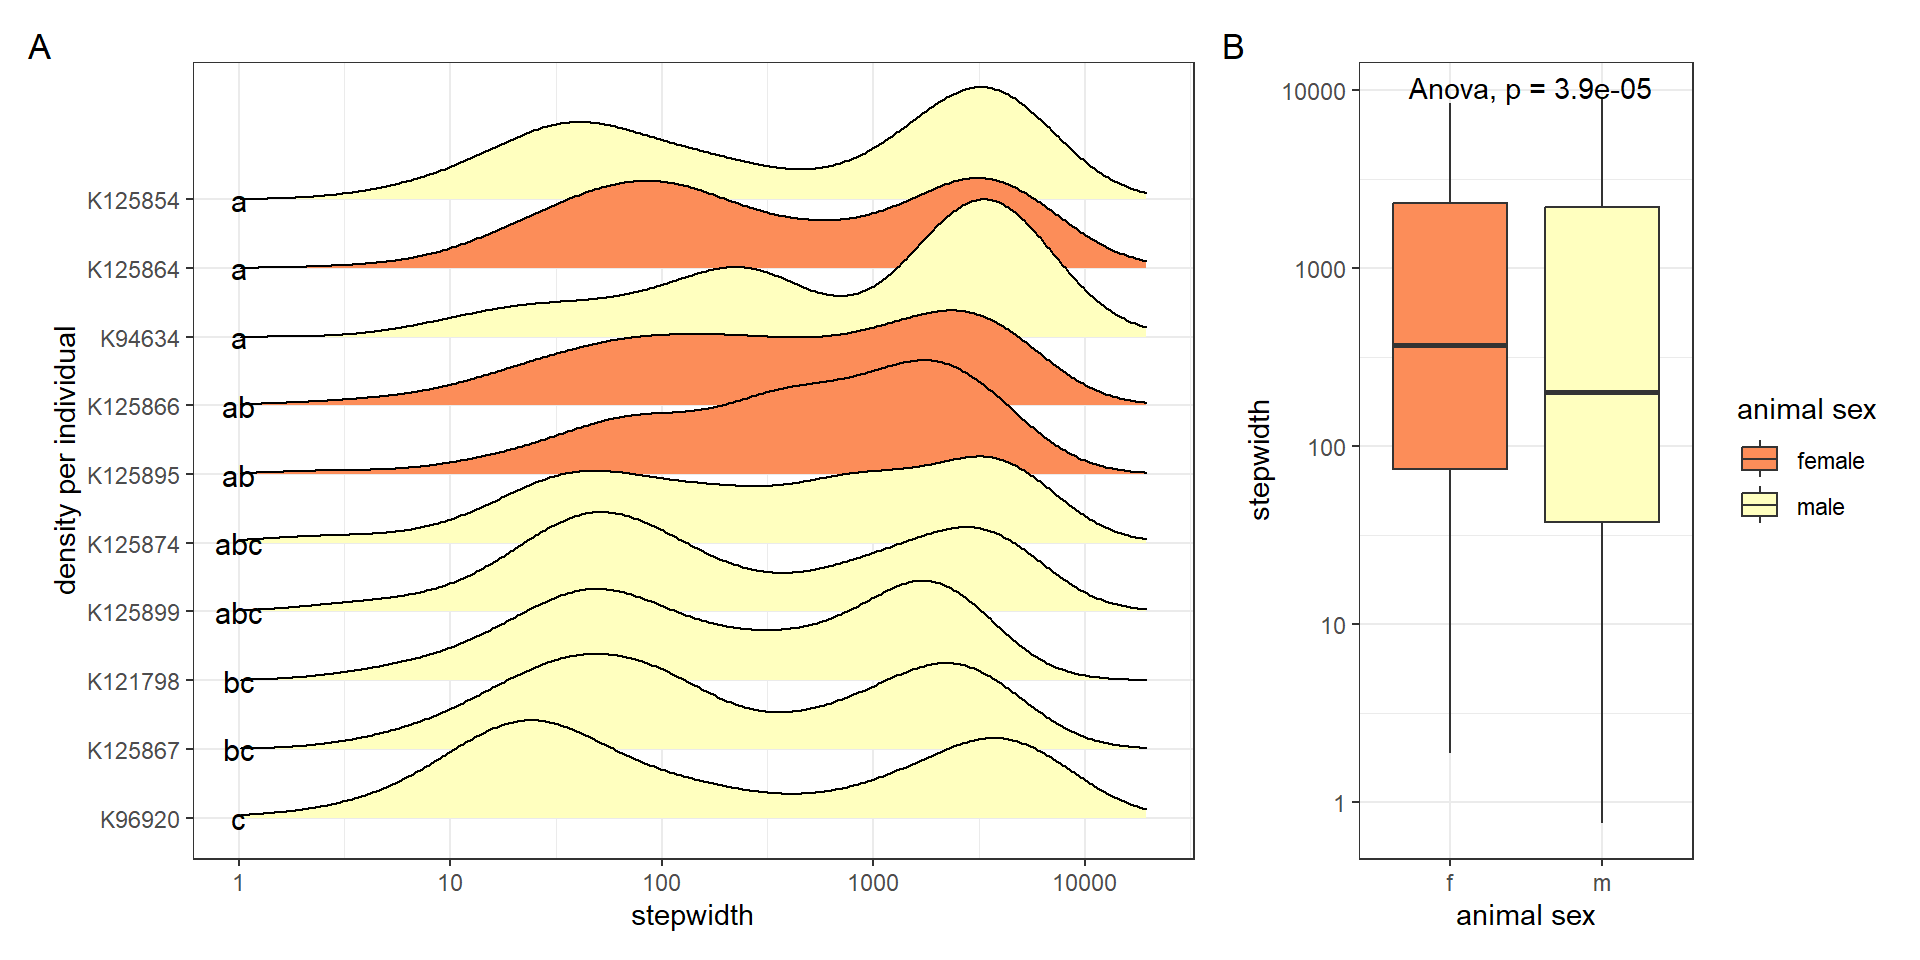 A
density per individual
K125854
K125864
K94634
K125866
K125895
K125874
K125899
K121798
K125867
K96920
a
a
a
ab
ab
abc
abc
bc
bc
c
1 10 100 1000 10000
stepwidth
B
Anova, p = 3.9e-05
stepwidth
10000
1000
100
10
1
f m
animal sex
animal sex
female
male